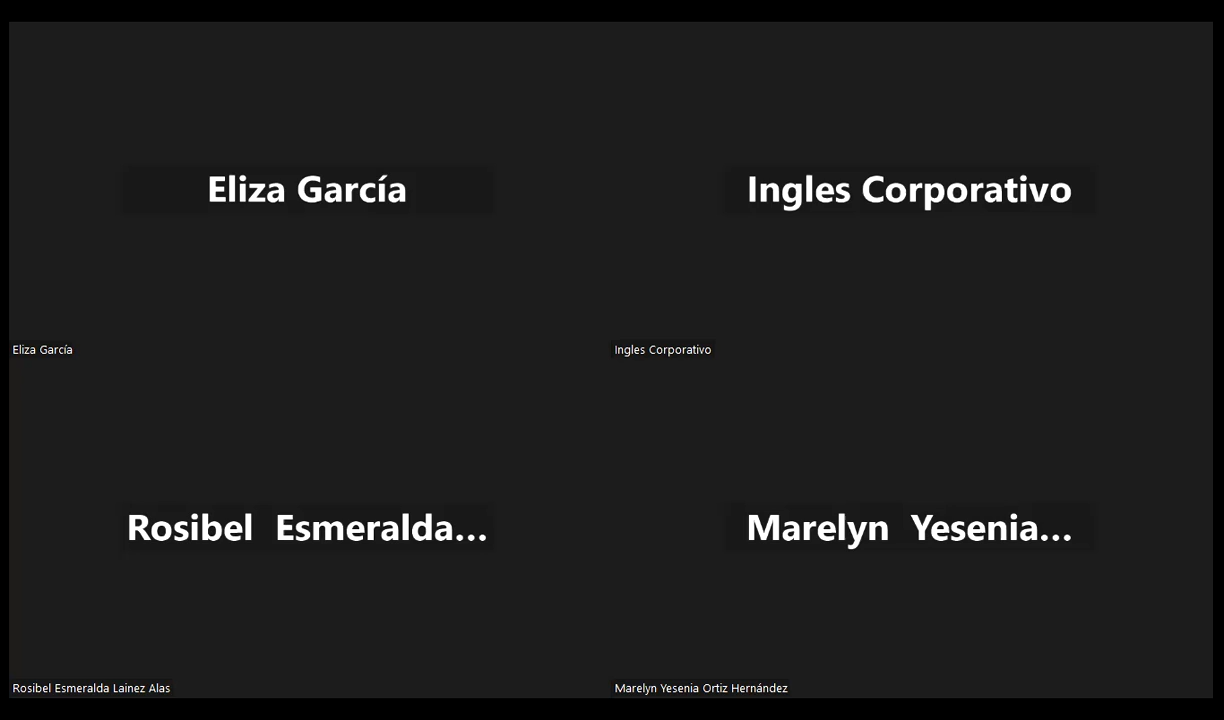 Eliza García
Ingles Corporativo
Eliza García
Ingles Corporativo
Rosibel Esmeralda...
Marelyn Yesenia...
Rosibel Esmeralda Lainez Alas
Marelyn Yesenia Ortiz Hernández